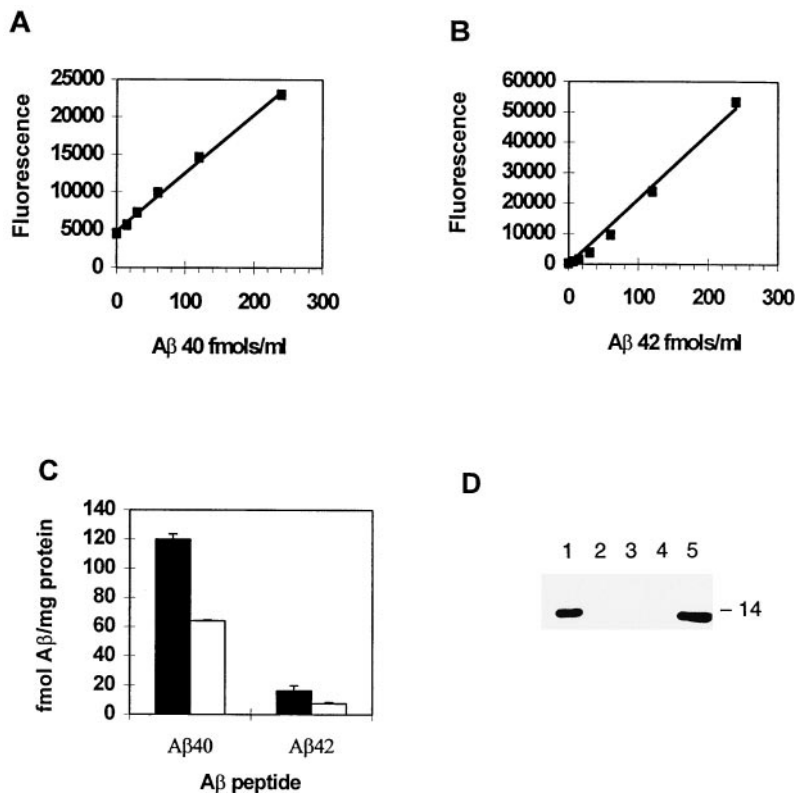 A
25000
20000
15000
10000
5000
0
Fluorescence
0 100 200 300
Aβ 40 fmols/ml
B
60000
50000
40000
30000
20000
10000
0
Fluorescence
0 100 200 300
Aβ 42 fmols/ml
C
140
120
100
80
60
40
20
0
fmol Aβ/mg protein
Aβ40 Aβ42
Aβ peptide
D
1 2 3 4 5
– 14